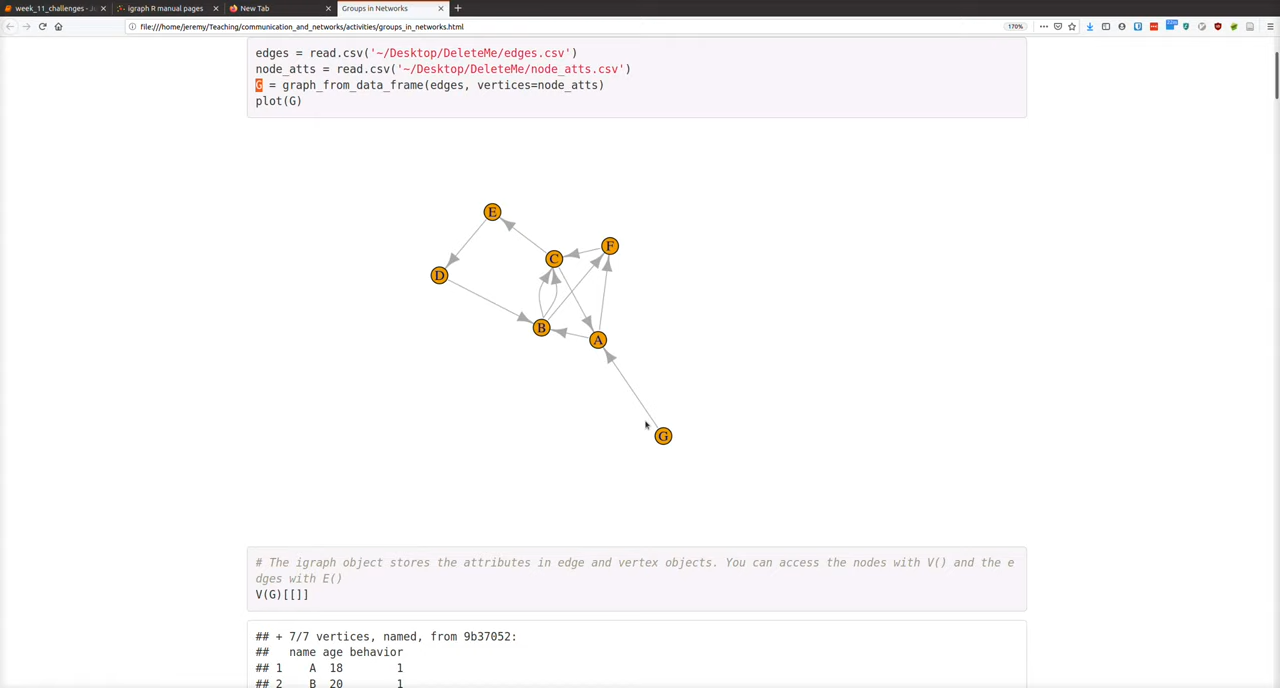 week_11_challenges - Ju
igraph R manual pages
New Tab
Groups in Networks
file:///home/jeremy/Teaching/communication_and_networks/activities/groups_in_networks.html
170%
edges = read.csv('~/Desktop/DeleteMe/edges.csv')
node_atts = read.csv('~/Desktop/DeleteMe/node_atts.csv')
G = graph_from_data_frame(edges, vertices=node_atts)
plot(G)
E
F
C
D
B
A
G
# The igraph object stores the attributes in edge and vertex objects. You can access the nodes with V() and the e
dges with E()
V(G)[[]]
## + 7/7 vertices, named, from 9b37052:
##   name age behavior
## 1    A  18        1
## 2    B  20        1